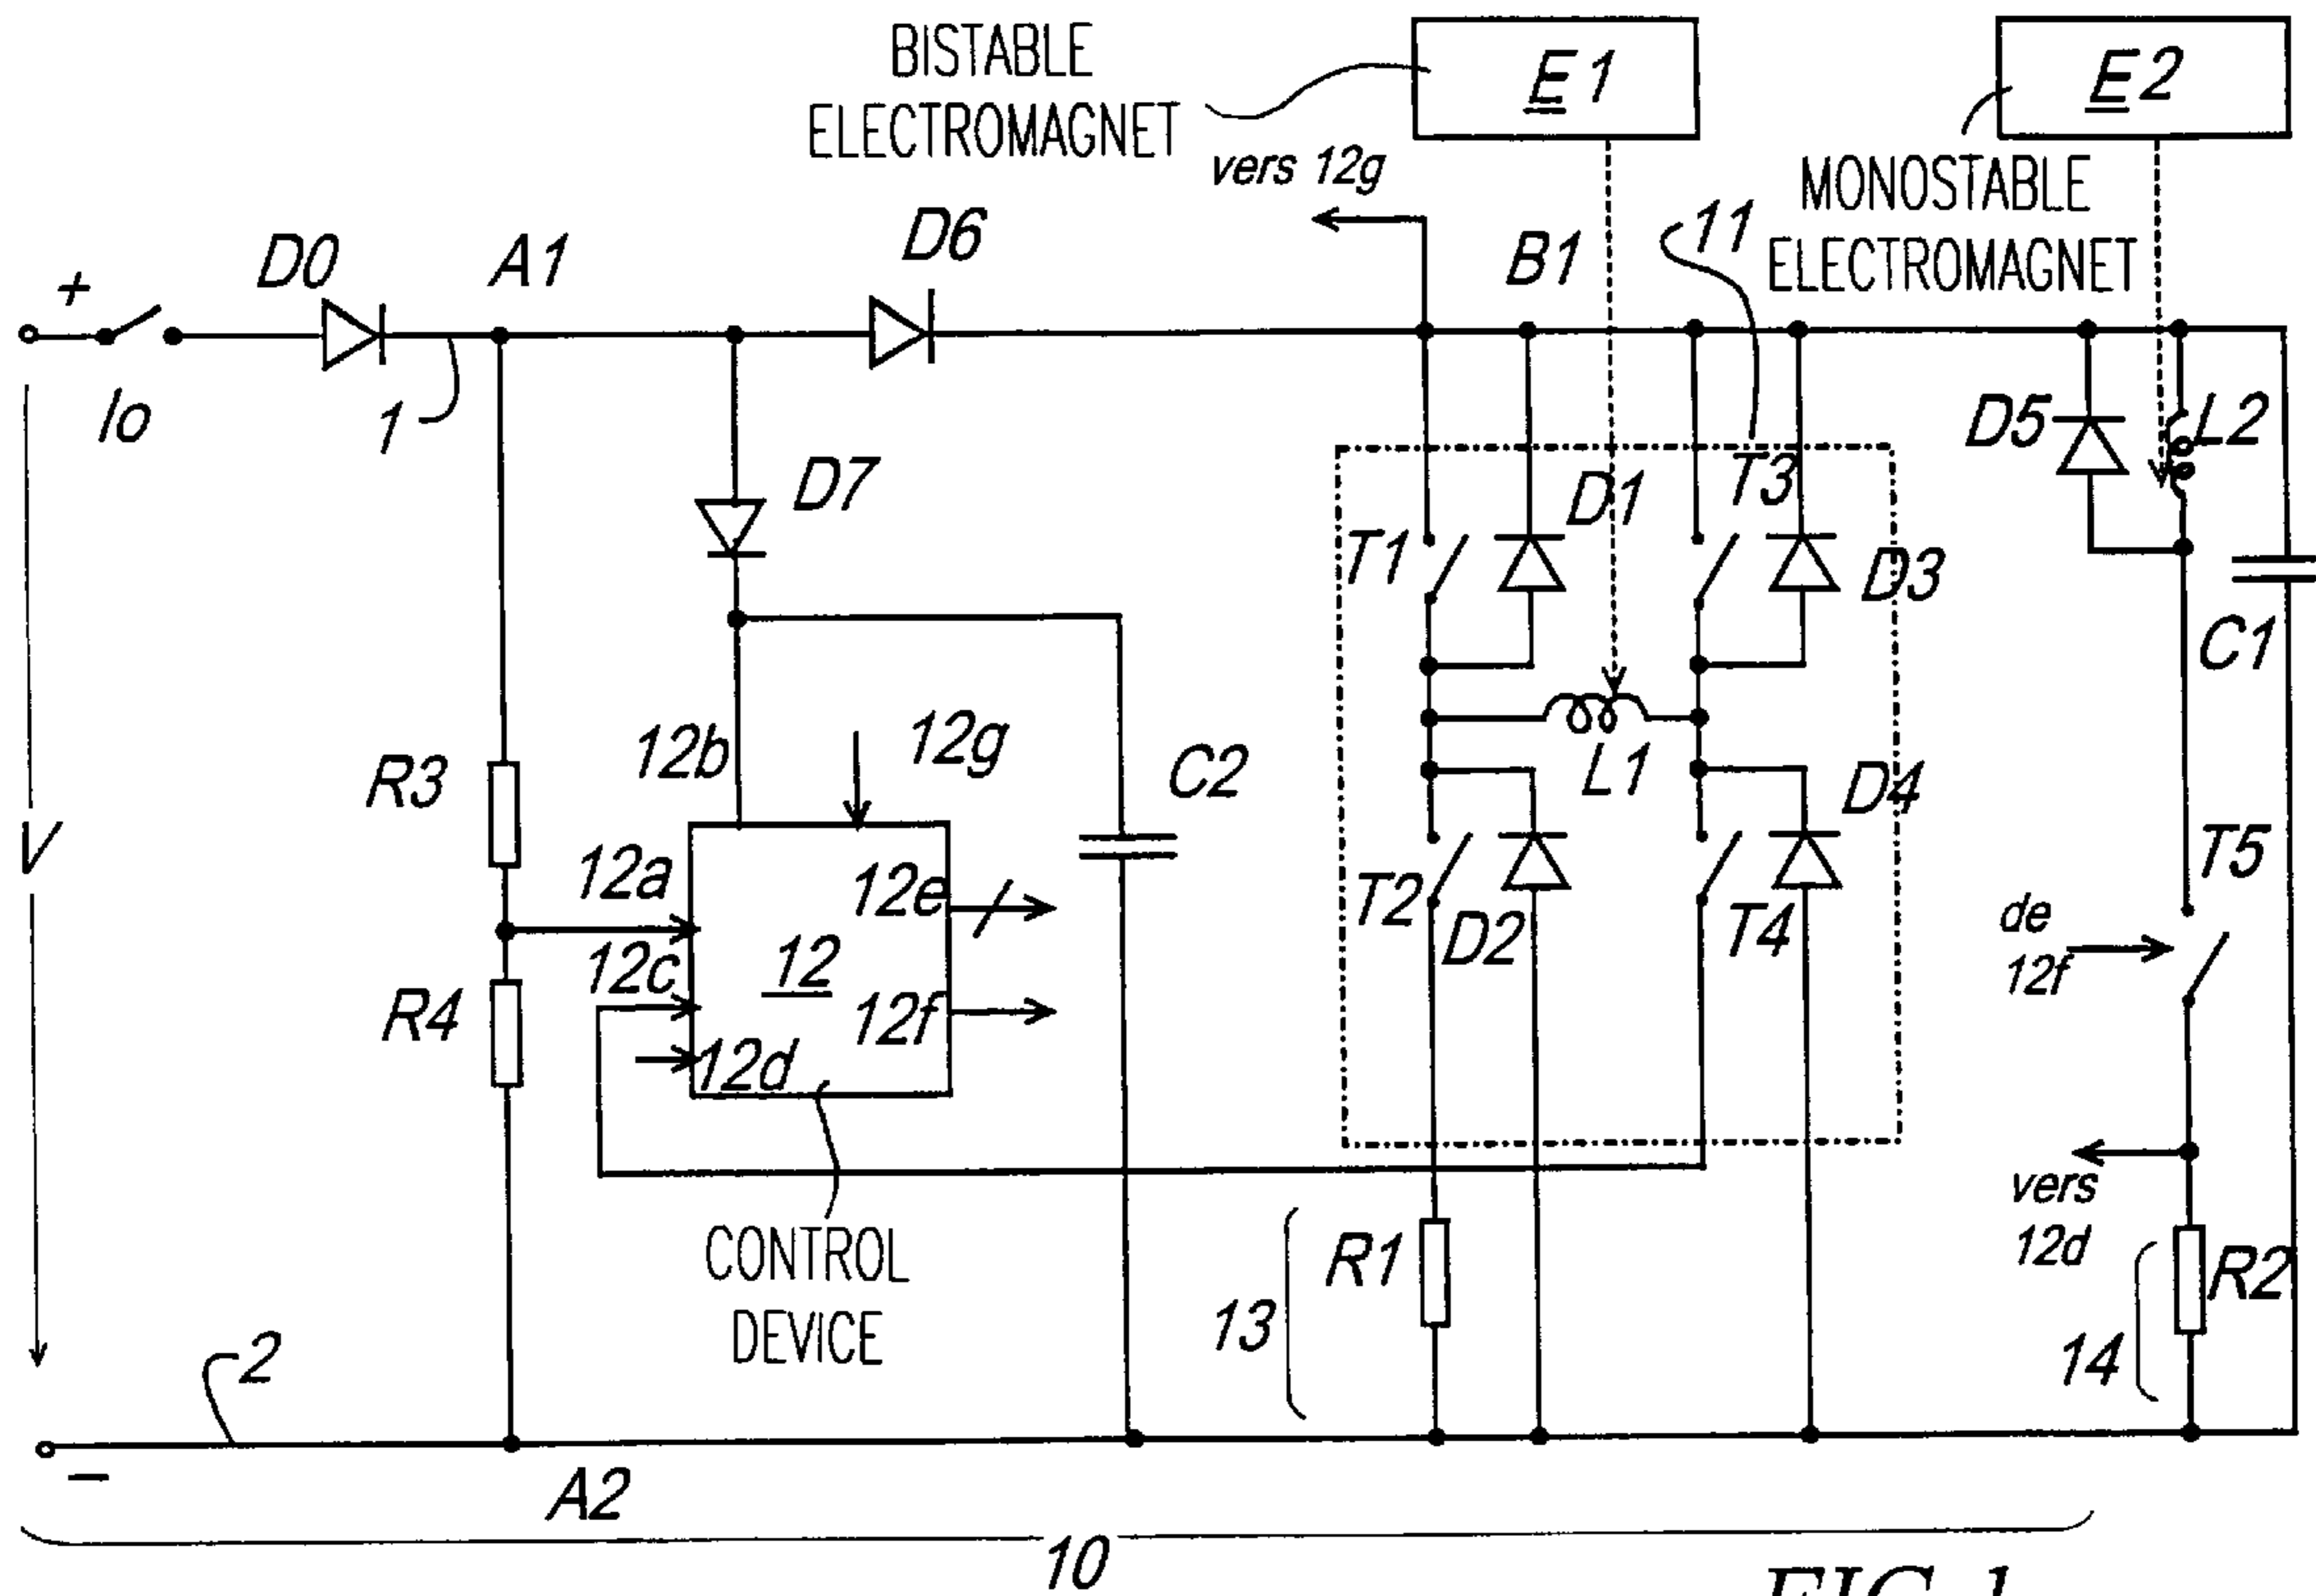 BISTABLE
ELECTROMAGNET
E1
E2
vers 12g
MONOSTABLE
ELECTROMAGNET
11
+
D0
A1
D6
B1
Io
1
D7
D5
L2
T1
D1
T3
D3
C1
12b
12g
C2
L1
D4
R3
V
12a
12e
T2
D2
T4
T5
12c
12
de
12f
R4
12f
12d
CONTROL
DEVICE
vers
12d
13
R1
R2
14
2
−
A2
10
FIG. 1